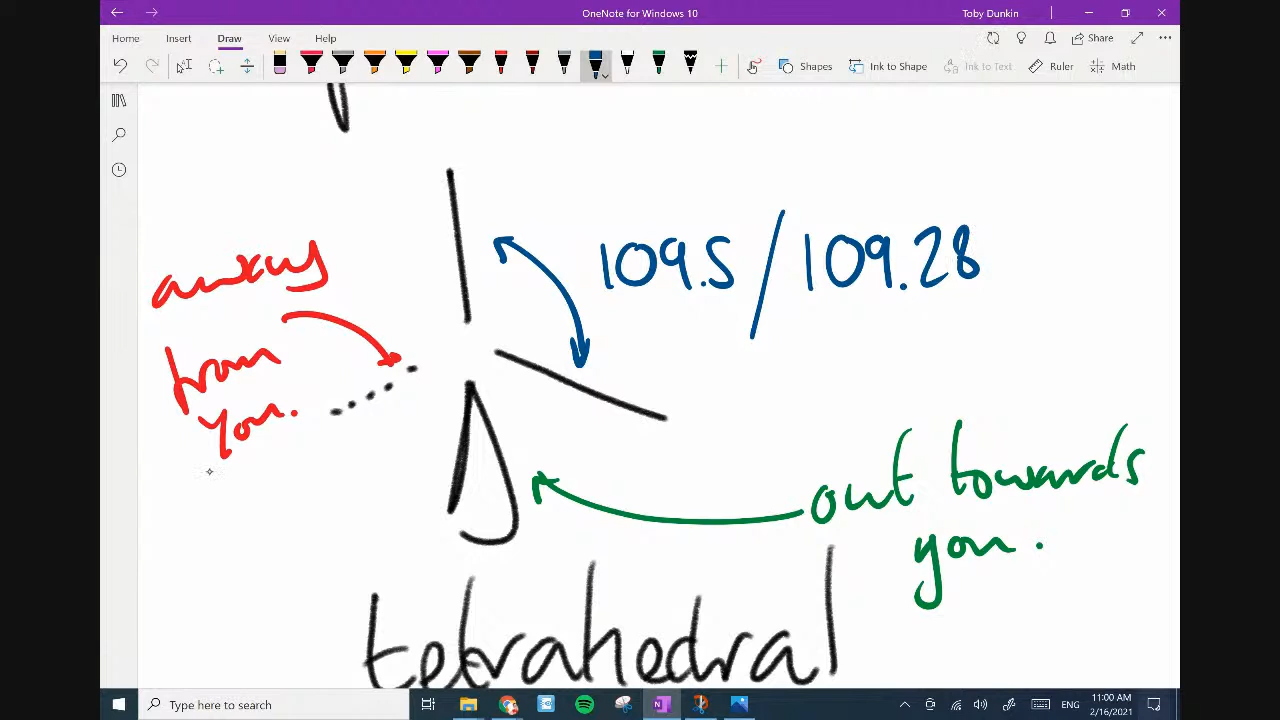 OneNote for Windows 10
Toby Dunkin
Home Insert Draw View Help
Shapes Ink to Shape Ink to Text Ruler Math Share
109.5 / 109.28
away
from
you.
out towards
you.
tetrahedral
Type here to search
ENG
11:00 AM
2/16/2021